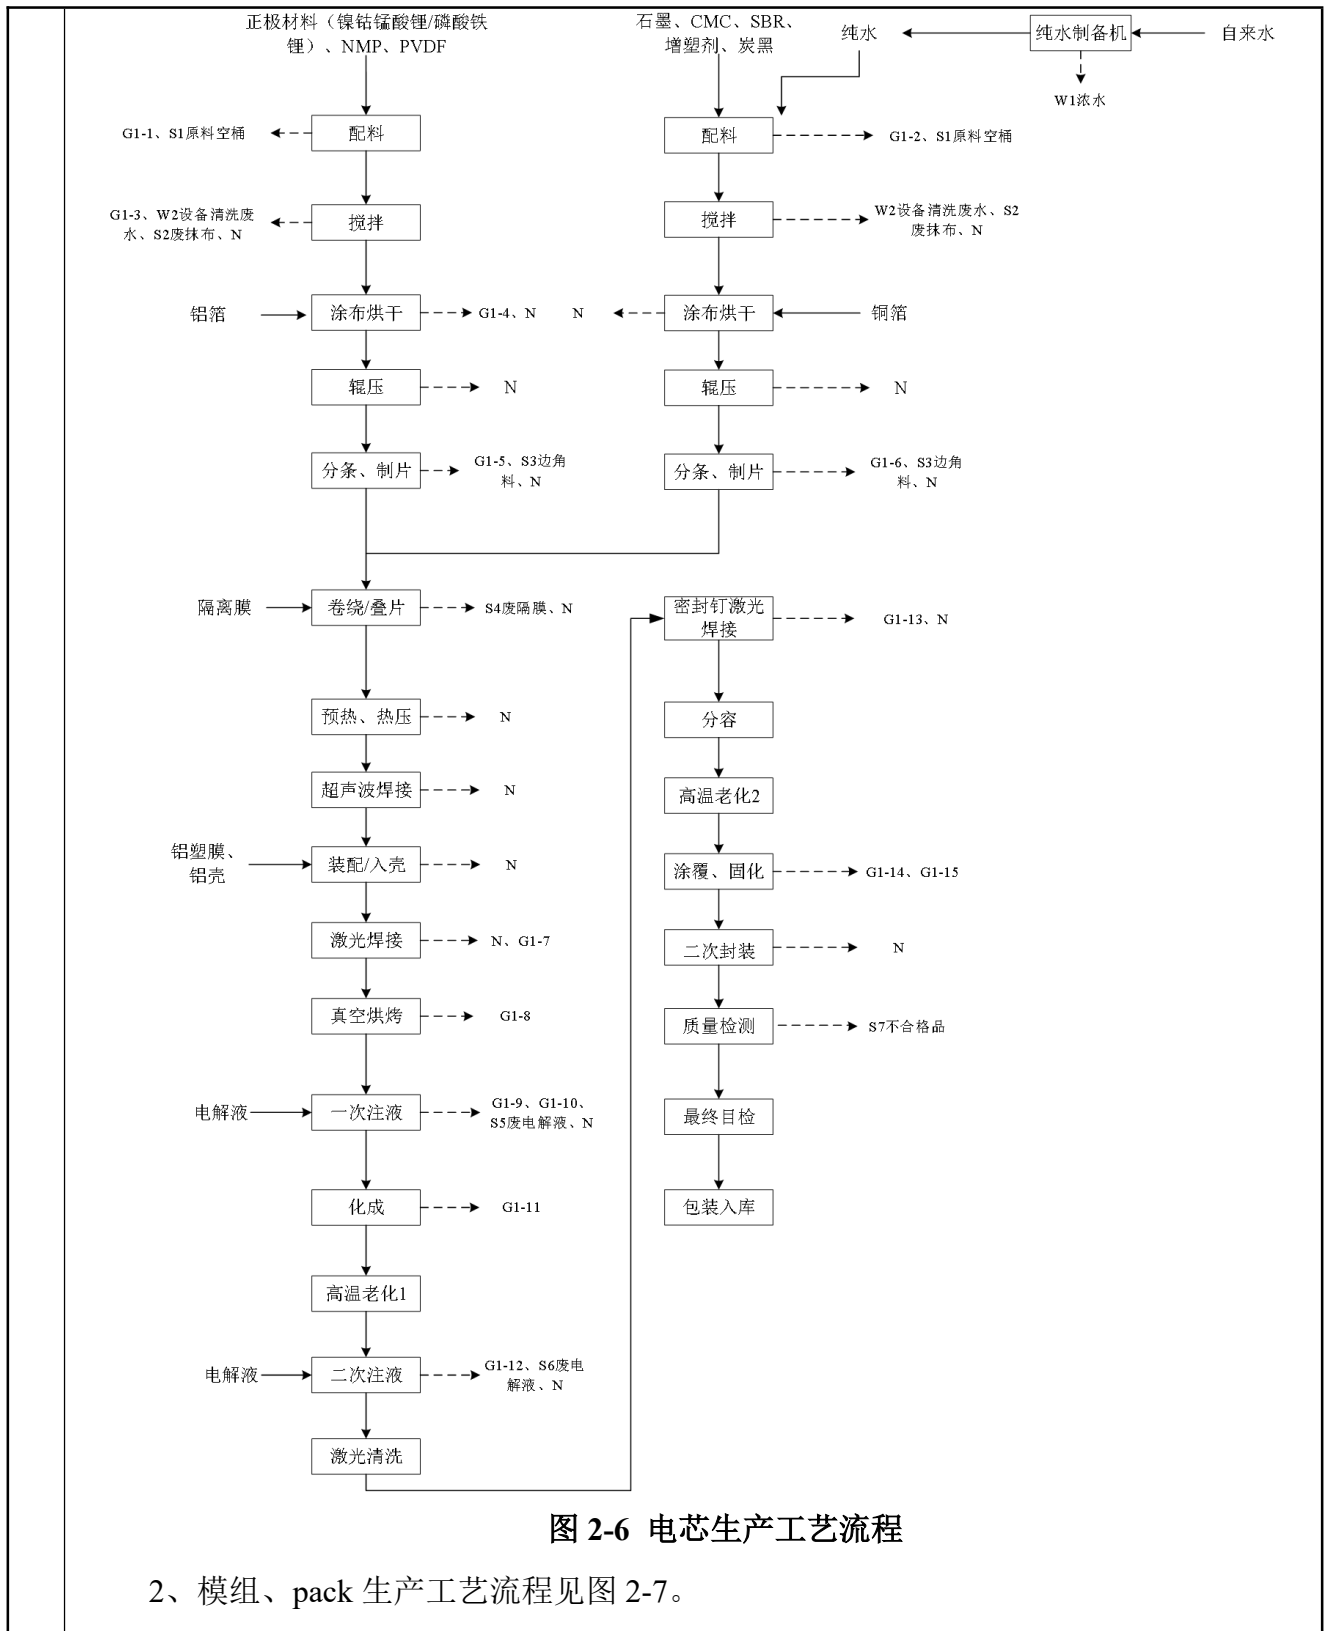 正极材料（镍钴锰酸锂/磷酸铁
锂）、NMP、PVDF
石墨、CMC、SBR、
增塑剂、炭黑
纯水
纯水制备机
自来水
W1浓水
G1-1、S1原料空桶
配料
配料
G1-2、S1原料空桶
G1-3、W2设备清洗废
水、S2废抹布、N
搅拌
搅拌
W2设备清洗废水、S2
废抹布、N
铝箔
涂布烘干
G1-4、N
N
涂布烘干
铜箔
辊压
N
辊压
N
分条、制片
G1-5、S3边角
料、N
分条、制片
G1-6、S3边角
料、N
隔离膜
卷绕/叠片
S4废隔膜、N
密封钉激光
焊接
G1-13、N
预热、热压
N
分容
超声波焊接
N
高温老化2
铝塑膜、
铝壳
装配/入壳
N
涂覆、固化
G1-14、G1-15
激光焊接
N、G1-7
二次封装
N
真空烘烤
G1-8
质量检测
S7不合格品
电解液
一次注液
G1-9、G1-10、
S5废电解液、N
最终目检
化成
G1-11
包装入库
高温老化1
电解液
二次注液
G1-12、S6废电
解液、N
激光清洗
图 2-6 电芯生产工艺流程
2、模组、pack 生产工艺流程见图 2-7。